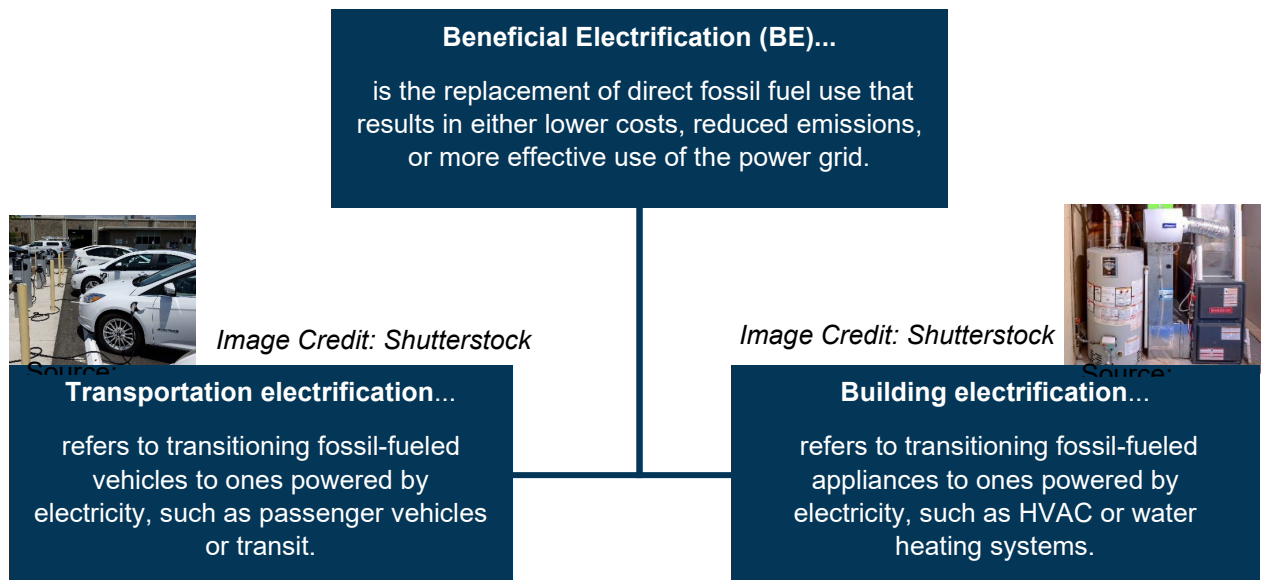 Beneficial Electrification (BE)...
is the replacement of direct fossil fuel use that
results in either lower costs, reduced emissions,
or more effective use of the power grid.
Image Credit: Shutterstock
Image Credit: Shutterstock
Source:
Source:
Transportation electrification...
refers to transitioning fossil-fueled
vehicles to ones powered by
electricity, such as passenger vehicles
or transit.
Building electrification...
refers to transitioning fossil-fueled
appliances to ones powered by
electricity, such as HVAC or water
heating systems.